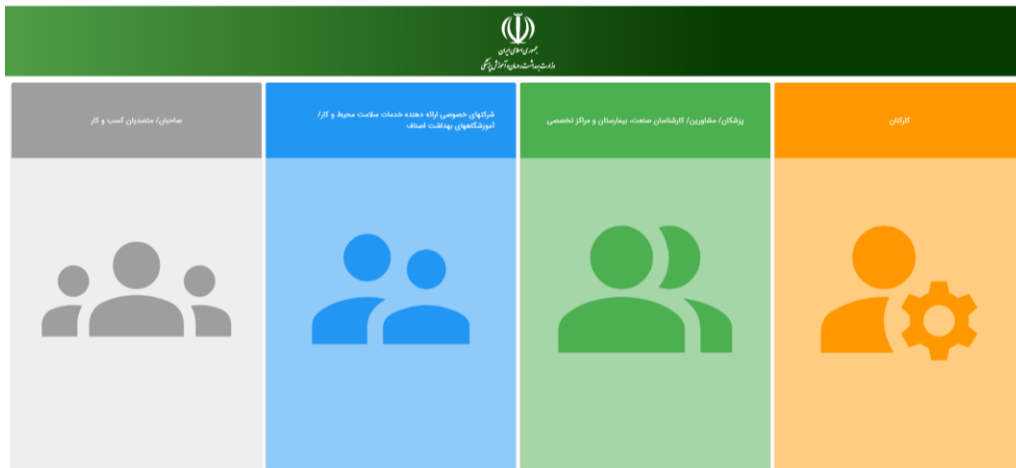 جمهوری اسلامی ایران
وزارت بهداشت، درمان و آموزش پزشکی
کارکنان
پزشکان/ مشاورین/ کارشناسان صنعت، بیمارستان و مراکز تخصصی
شرکتهای خصوصی ارائه دهنده خدمات سلامت محیط و کار/
آموزشگاههای بهداشت اصناف
صاحبان/ متصدیان کسب و کار